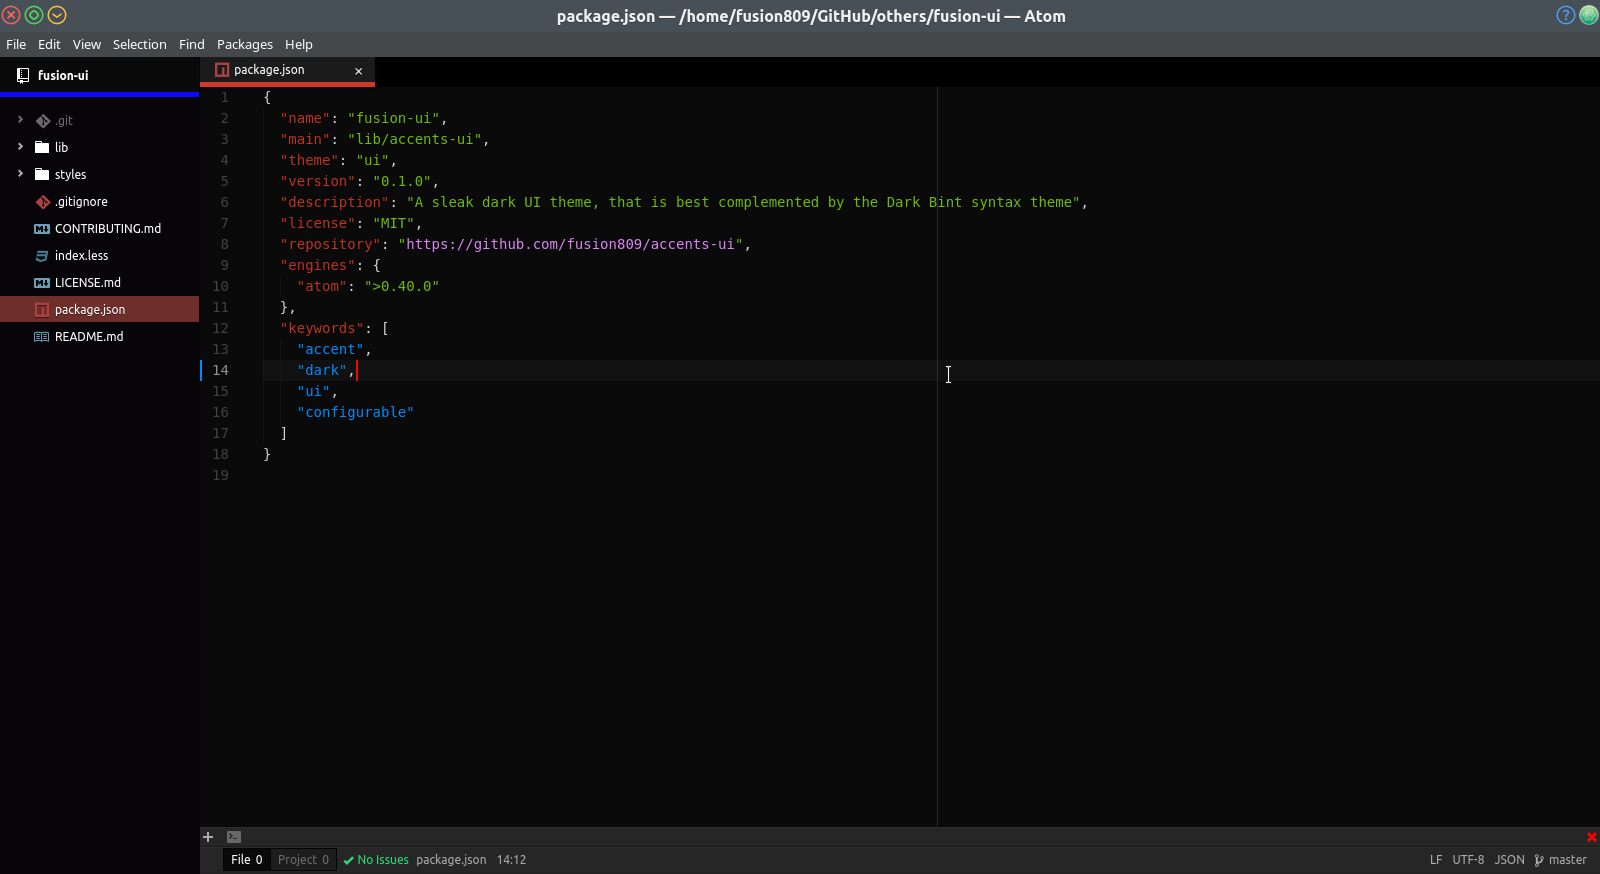 package.json — /home/fusion809/GitHub/others/fusion-ui — Atom
File Edit View Selection Find Packages Help
fusion-ui
.git
lib
styles
.gitignore
CONTRIBUTING.md
index.less
LICENSE.md
package.json
README.md
package.json ×
1 {
2 "name": "fusion-ui",
3 "main": "lib/accents-ui",
4 "theme": "ui",
5 "version": "0.1.0",
6 "description": "A sleak dark UI theme, that is best complemented by the Dark Bint syntax theme",
7 "license": "MIT",
8 "repository": "https://github.com/fusion809/accents-ui",
9 "engines": {
10 "atom": ">0.40.0"
11 },
12 "keywords": [
13 "accent",
14 "dark",
15 "ui",
16 "configurable"
17 ]
18 }
19
File 0 Project 0 No Issues package.json 14:12 LF UTF-8 JSON master